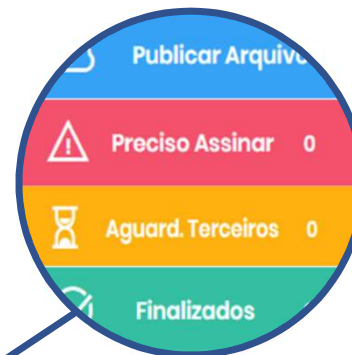 Publicar Arquivo
Preciso Assinar 0
Aguard. Terceiros 0
Finalizados